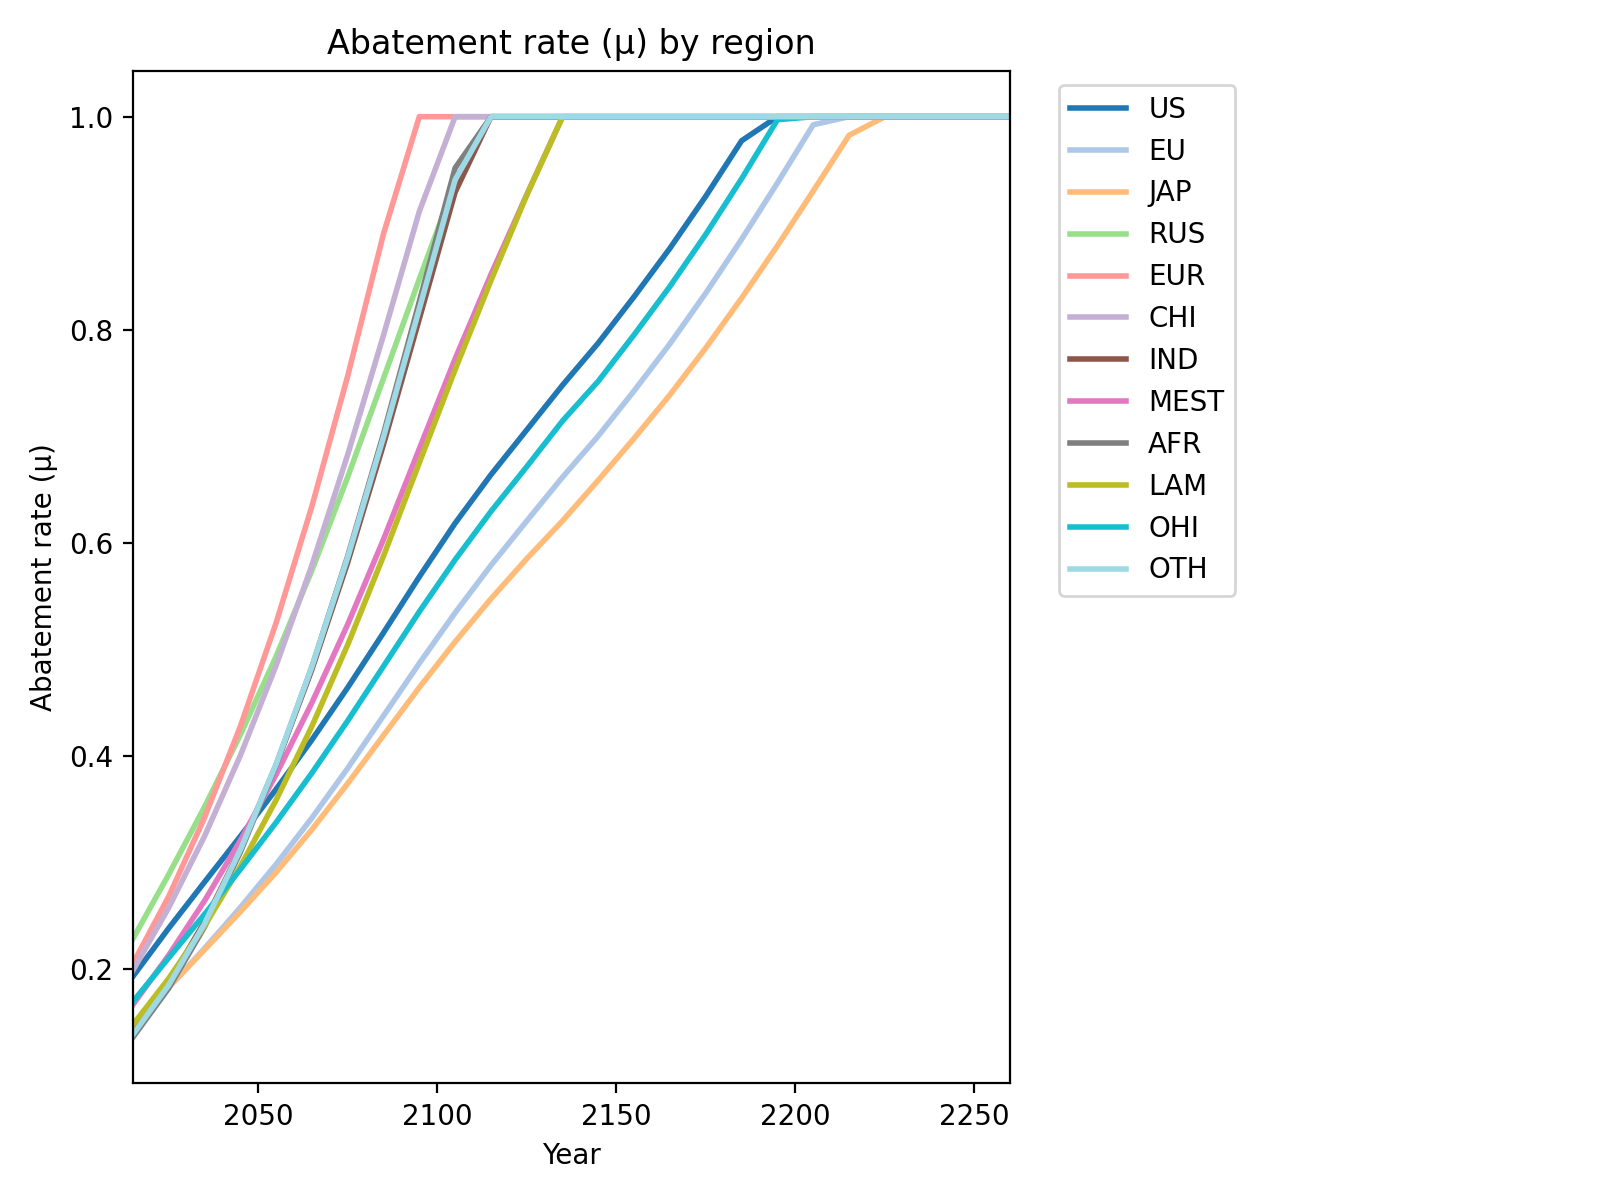 Abatement rate (μ) by region
Abatement rate (μ)
1.0
0.8
0.6
0.4
0.2
2050
2100
2150
2200
2250
Year
US
EU
JAP
RUS
EUR
CHI
IND
MEST
AFR
LAM
OHI
OTH